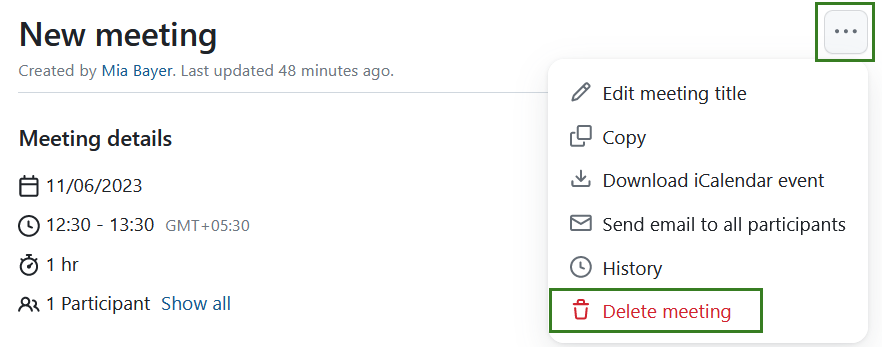 New meeting
Created by Mia Bayer. Last updated 48 minutes ago.
Edit meeting title
Copy
Download iCalendar event
Send email to all participants
History
Delete meeting
Meeting details
11/06/2023
12:30 - 13:30 GMT+05:30
1 hr
1 Participant Show all